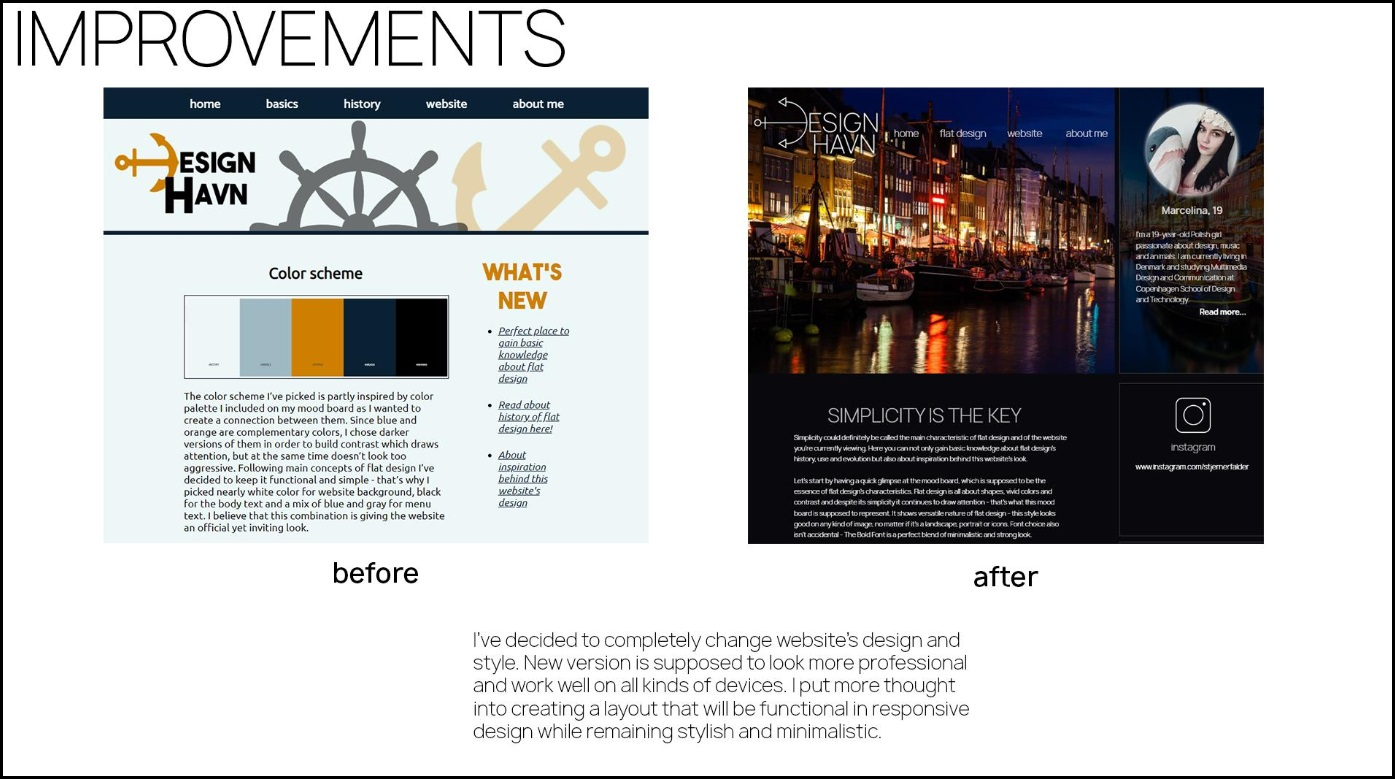 IMPROVEMENTS
home basics history website about me
DESIGN
HAVN
Color scheme
The color scheme I've picked is partly inspired by color
palette I included on my mood board as I wanted to
create a connection between them. Since blue and
orange are complementary colors, I chose darker
versions of them in order to build contrast which draws
attention, but at the same time doesn't look too
aggressive. Following main concepts of flat design I've
decided to keep it functional and simple - that's why I
picked nearly white color for website background, black
for the body text and a mix of blue and gray for menu
text. I believe that this combination is giving the website
an official yet inviting look.
WHAT'S
NEW
Perfect place to
gain basic
knowledge
about flat
design
Read about
history of flat
design here!
About
inspiration
behind this
website's
design
before
DESIGN
HAVN
home flat design website about me
Marcelina, 19
I'm a 19-year-old Polish girl
passionate about design, music
and animals. I am currently living in
Denmark and studying Multimedia
Design and Communication at
Copenhagen School of Design
and Technology.
Read more...
SIMPLICITY IS THE KEY
Simplicity could definitely be called the main characteristic of flat design and of the website
you're currently viewing. Here you can not only gain basic knowledge about flat design's
history, use and evolution but also about inspiration behind this website's look.
Let's start by having a quick glimpse at the mood board, which is supposed to be the
essence of flat design's characteristics. Flat design is all about shapes, vivid colors and
contrast and despite its simplicity it continues to draw attention - that's what this mood
board is supposed to represent. It shows versatile nature of flat design - this style looks
good on any kind of image, no matter if it's a landscape, portrait or icons. Font choice also
isn't accidental - The Bold Font is a perfect blend of minimalistic and strong look.
instagram
www.instagram.com/stjernerfalder
after
I've decided to completely change website's design and
style. New version is supposed to look more professional
and work well on all kinds of devices. I put more thought
into creating a layout that will be functional in responsive
design while remaining stylish and minimalistic.